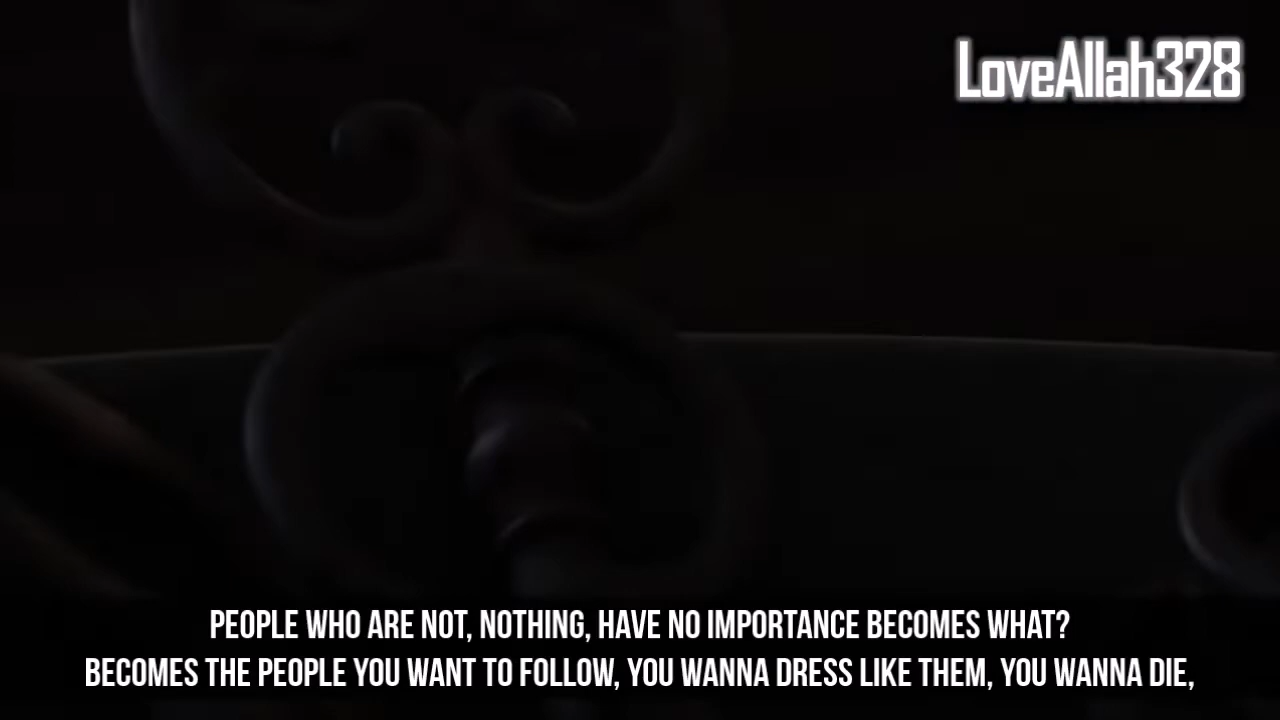 LoveAllah328
PEOPLE WHO ARE NOT, NOTHING, HAVE NO IMPORTANCE BECOMES WHAT?
BECOMES THE PEOPLE YOU WANT TO FOLLOW, YOU WANNA DRESS LIKE THEM, YOU WANNA DIE,